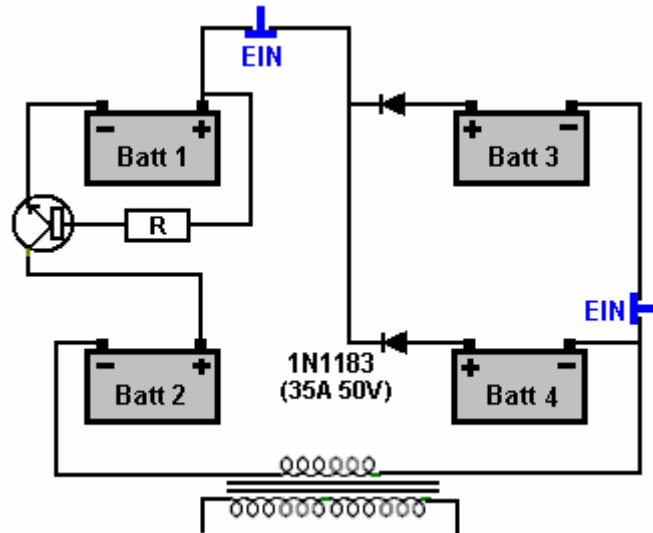 EIN
- +
Batt 1
+ -
Batt 3
R
EIN
- +
Batt 2
1N1183
(35A 50V)
+ -
Batt 4